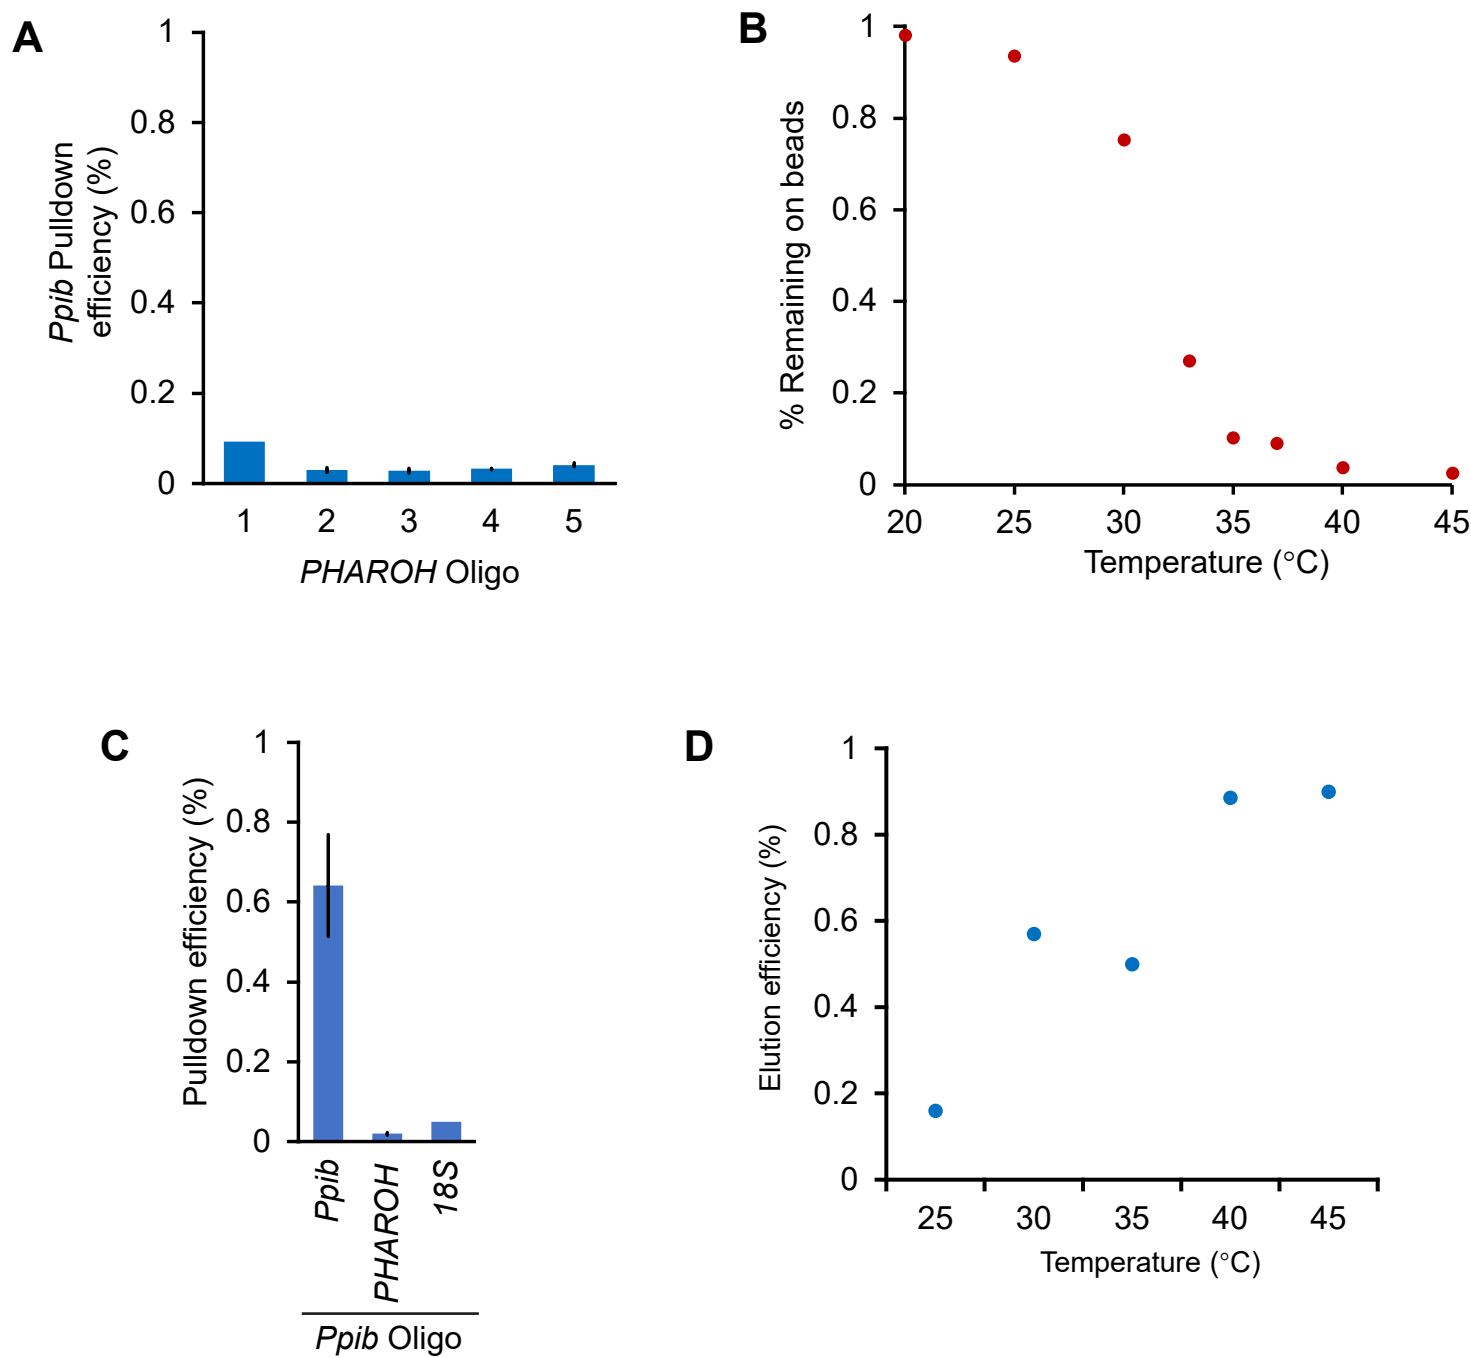 A
1
0.8
0.6
0.4
0.2
0
Ppib Pulldown
efficiency (%)
1 2 3 4 5
PHAROH Oligo
B
1
0.8
0.6
0.4
0.2
0
% Remaining on beads
20 25 30 35 40 45
Temperature (°C)
C
1
0.8
0.6
0.4
0.2
0
Pulldown efficiency (%)
Ppib
PHAROH
18S
Ppib Oligo
D
1
0.8
0.6
0.4
0.2
0
Elution efficiency (%)
25 30 35 40 45
Temperature (°C)